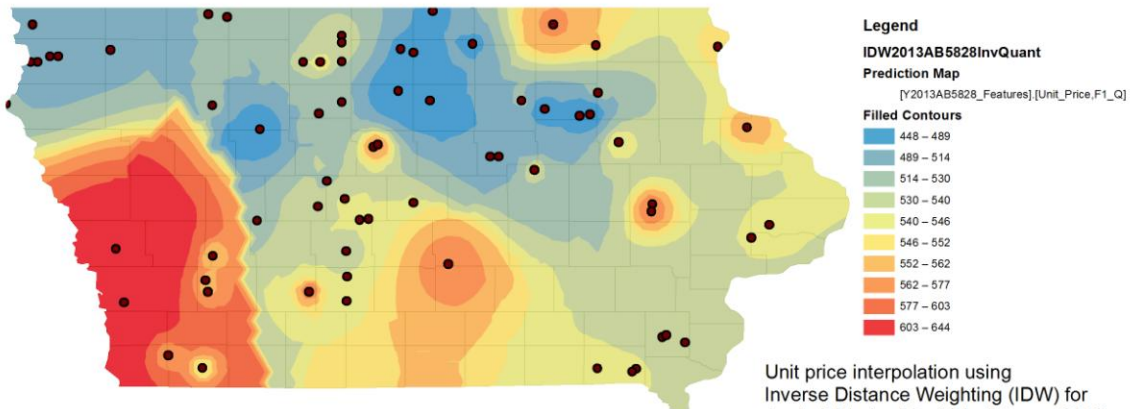 Legend
IDW2013AB5828InvQuant
Prediction Map
[Y2013AB5828_Features].[Unit_Price,F1_Q]
Filled Contours
448 – 489
489 – 514
514 – 530
530 – 540
540 – 546
546 – 552
552 – 562
562 – 577
577 – 603
603 – 644
Unit price interpolation using
Inverse Distance Weighting (IDW) for